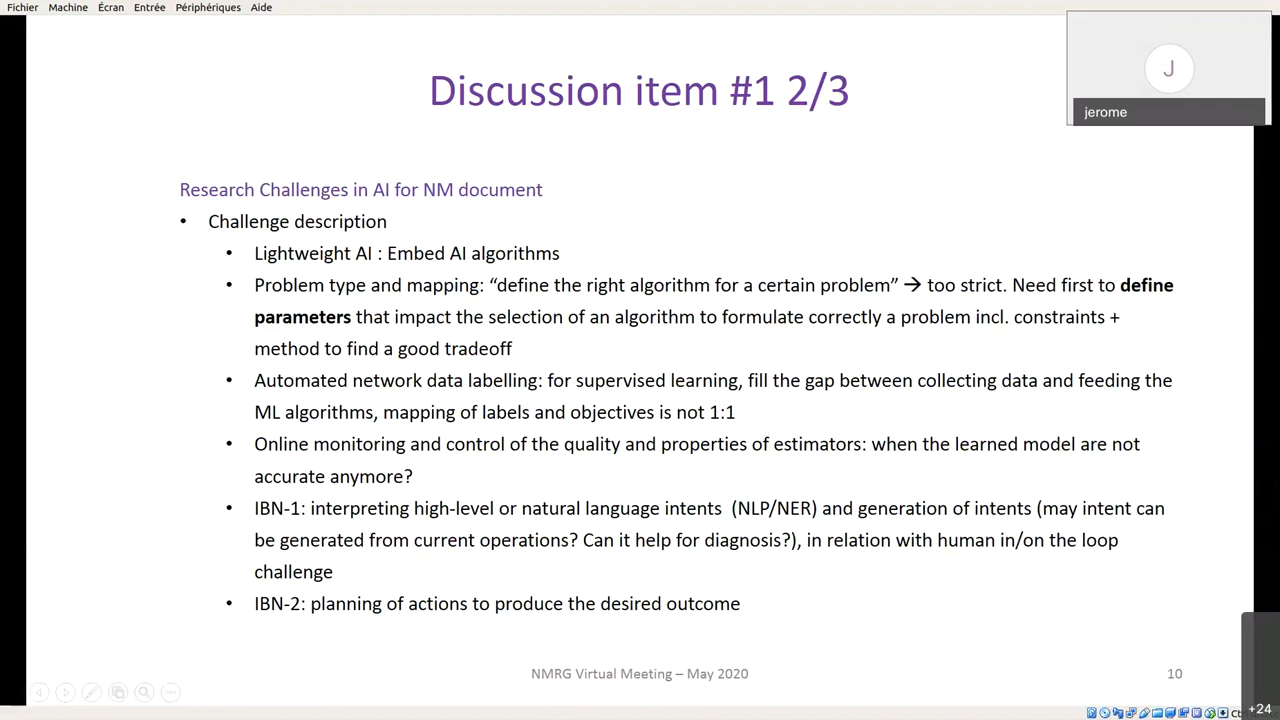 Fichier Machine Écran Entrée Périphériques Aide
Discussion item #1 2/3
J
jerome
Research Challenges in AI for NM document
• Challenge description
• Lightweight AI : Embed AI algorithms
• Problem type and mapping: “define the right algorithm for a certain problem” → too strict. Need first to define
parameters that impact the selection of an algorithm to formulate correctly a problem incl. constraints +
method to find a good tradeoff
• Automated network data labelling: for supervised learning, fill the gap between collecting data and feeding the
ML algorithms, mapping of labels and objectives is not 1:1
• Online monitoring and control of the quality and properties of estimators: when the learned model are not
accurate anymore?
• IBN-1: interpreting high-level or natural language intents (NLP/NER) and generation of intents (may intent can
be generated from current operations? Can it help for diagnosis?), in relation with human in/on the loop
challenge
• IBN-2: planning of actions to produce the desired outcome
NMRG Virtual Meeting – May 2020
10
+24